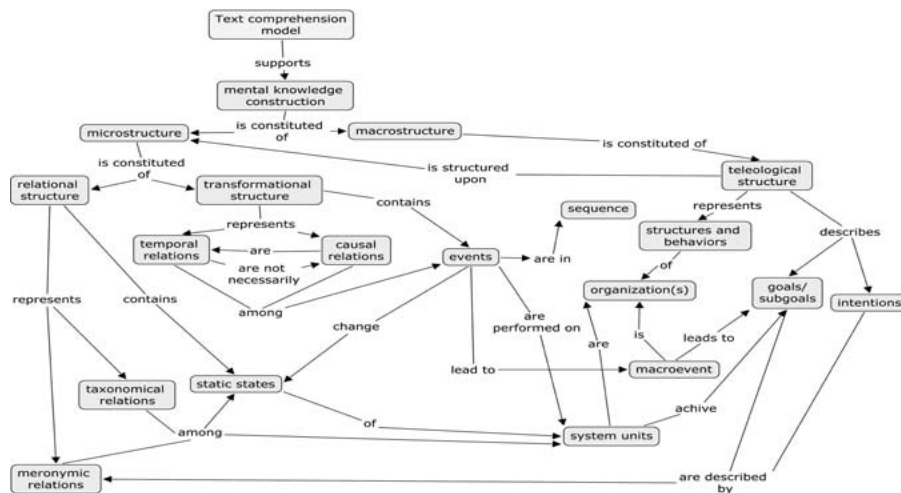 Text comprehension
model
supports
mental knowledge
construction
is constituted
of
microstructure
macrostructure
is constituted of
is constituted
of
is structured
upon
teleological
structure
relational
structure
transformational
structure
contains
sequence
represents
represents
structures and
behaviors
describes
temporal
relations
are
causal
relations
are not
necessarily
events
are in
of
organization(s)
goals/
subgoals
intentions
represents
contains
among
change
are
performed on
are
is
leads to
lead to
macroevent
taxonomical
relations
static states
achive
of
among
system units
meronymic
relations
are described
by